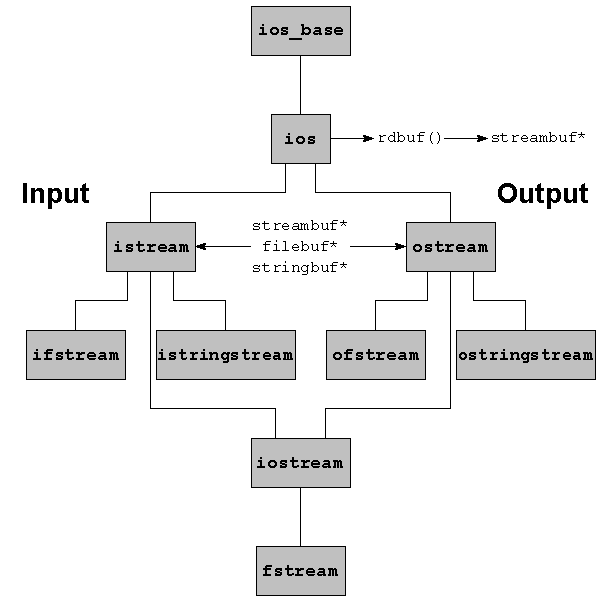 ios_base
ios
rdbuf()
streambuf*
Input
Output
streambuf*
istream
filebuf*
ostream
stringbuf*
ifstream
istringstream
ofstream
ostringstream
iostream
fstream